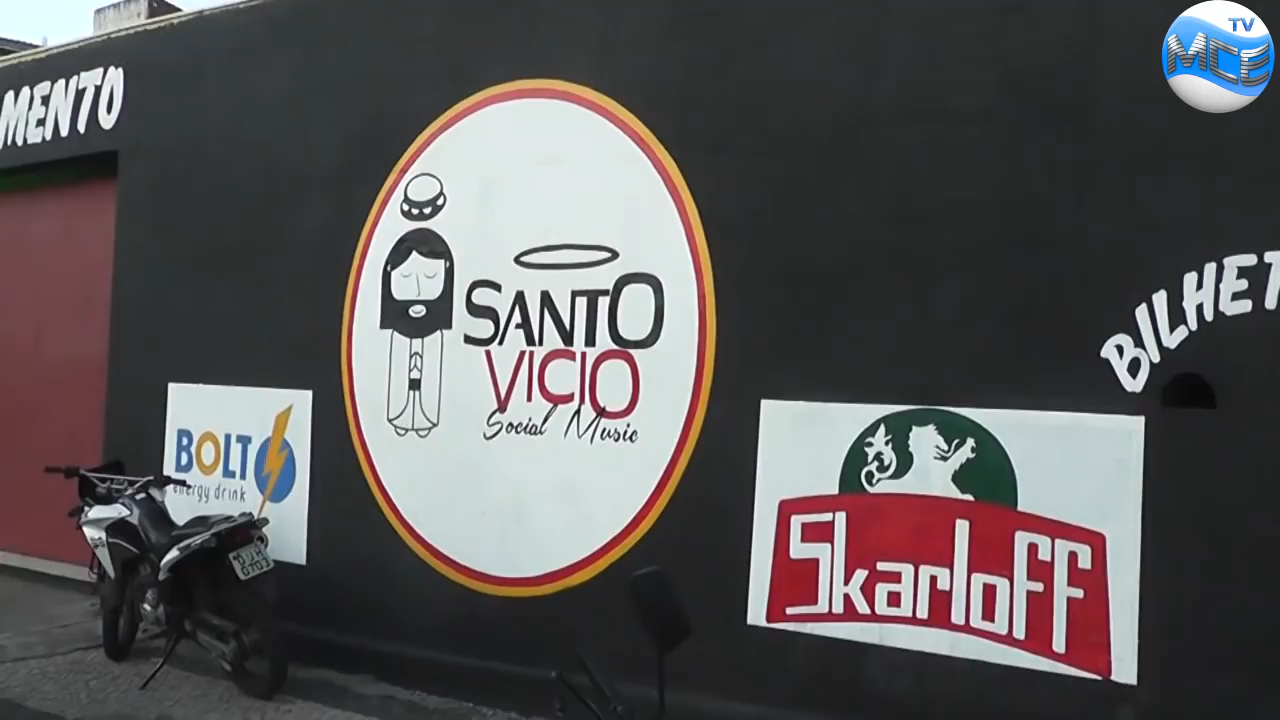 TV
MCE
MENTO
SANTO
VICIO
Social Music
BILHET
BOLT
energy drink
Skarloff